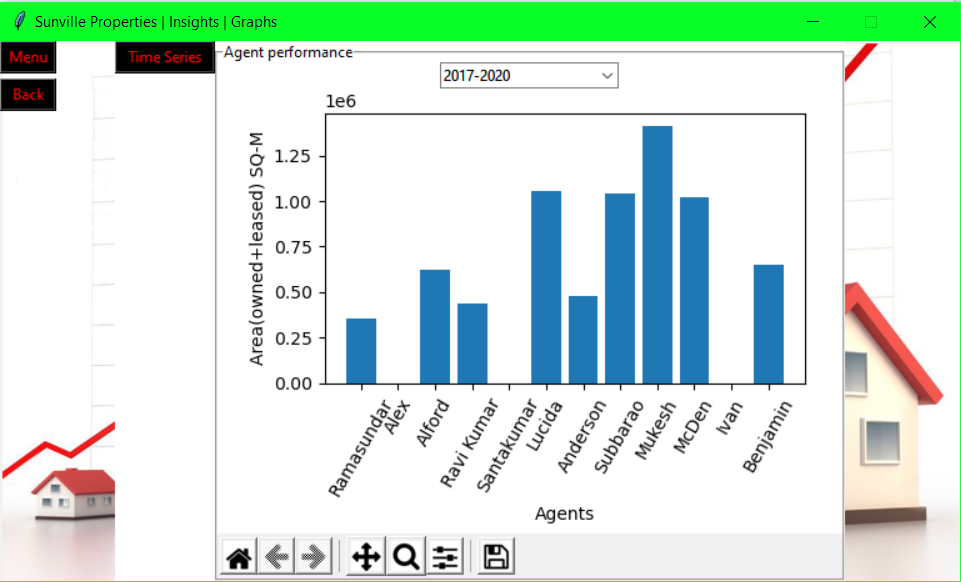 Sunville Properties | Insights | Graphs
Menu
Time Series
Back
Agent performance
2017-2020
1e6
Area(owned+leased) SQ-M
1.25
1.00
0.75
0.50
0.25
0.00
Ramasundar
Alex
Alford
Ravi Kumar
Santakumar
Lucida
Anderson
Subbarao
Mukesh
McDen
Ivan
Benjamin
Agents